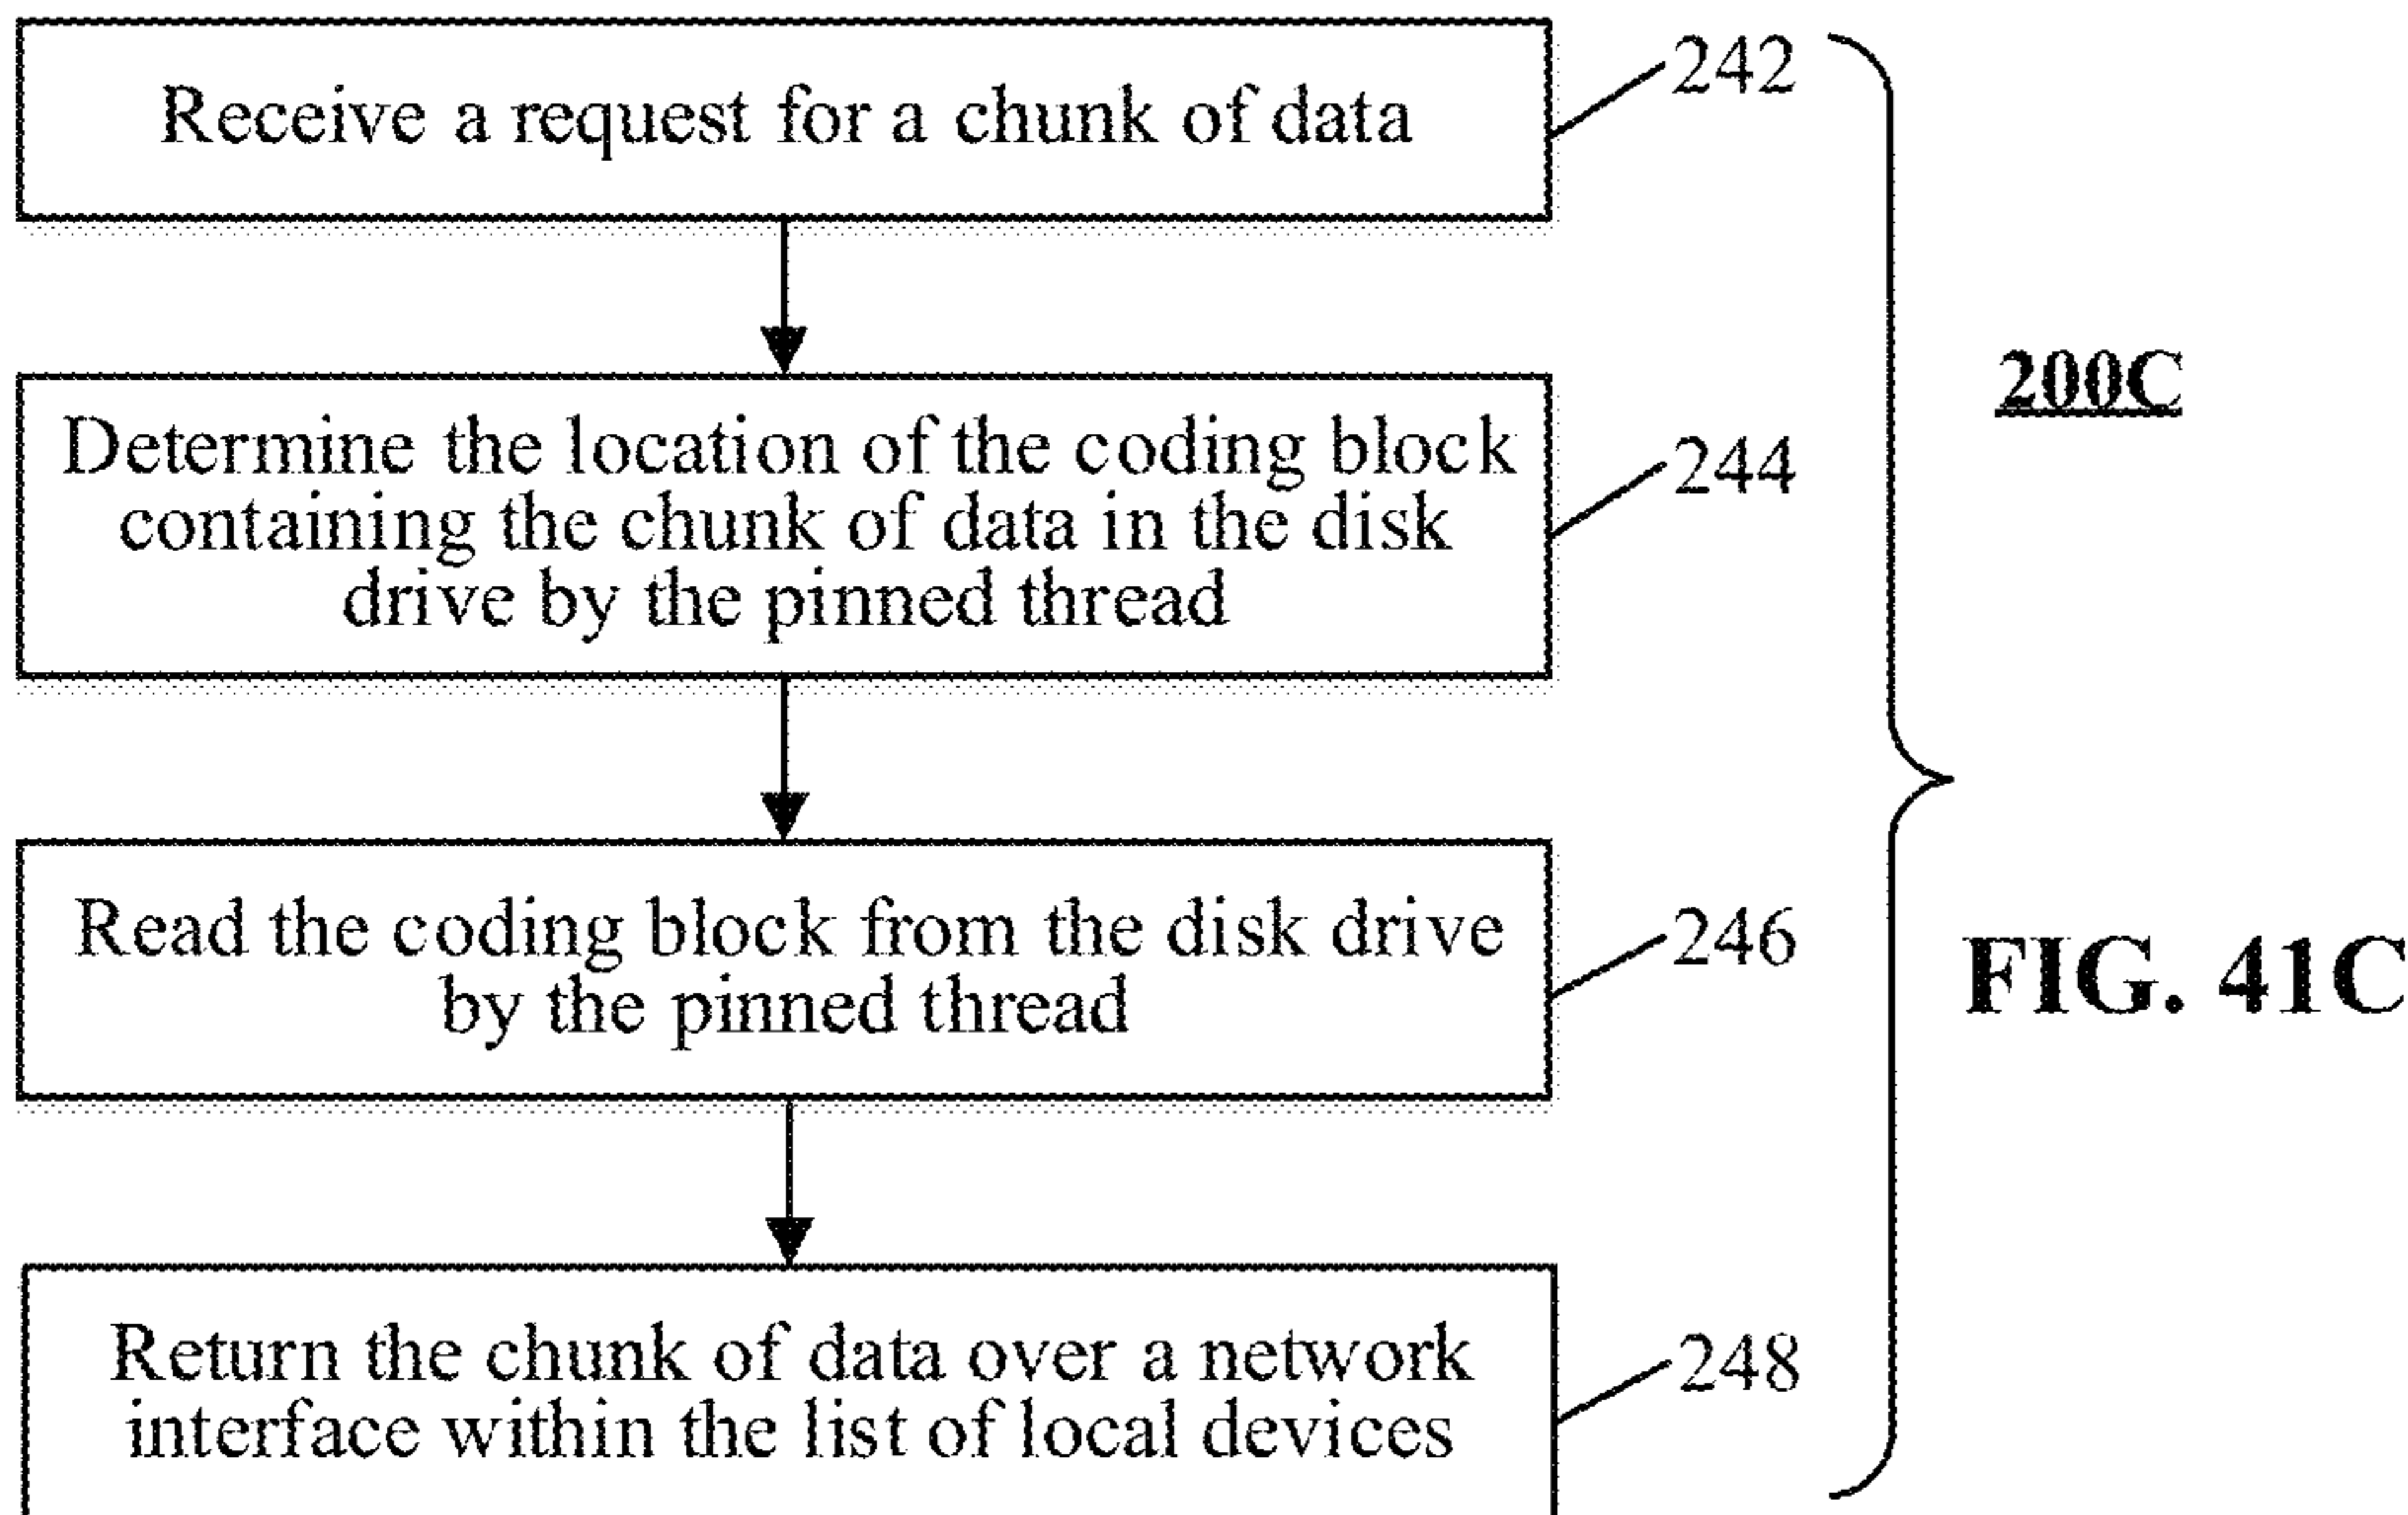 Receive a request for a chunk of data
242
200C
Determine the location of the coding block
containing the chunk of data in the disk
drive by the pinned thread
244
Read the coding block from the disk drive
by the pinned thread
246
FIG. 41C
Return the chunk of data over a network
interface within the list of local devices
248